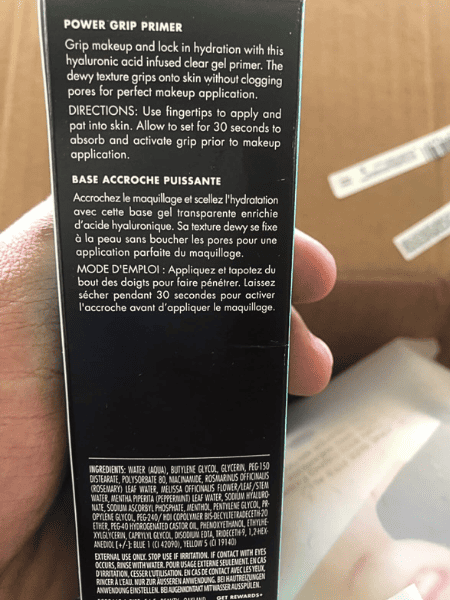 POWER GRIP PRIMER
Grip makeup and lock in hydration with this
hyaluronic acid infused clear gel primer. The
dewy texture grips onto skin without clogging
pores for perfect makeup application.
DIRECTIONS: Use fingertips to apply and
pat into skin. Allow to set for 30 seconds to
absorb and activate grip prior to makeup
application.
BASE ACCROCHE PUISSANTE
Accrochez le maquillage et scellez l'hydratation
avec cette base gel transparente enrichie
d'acide hyaluronique. Sa texture dewy se fixe
à la peau sans boucher les pores pour une
application parfaite du maquillage.
MODE D'EMPLOI : Appliquez et tapotez du
bout des doigts pour faire pénétrer. Laissez
sécher pendant 30 secondes pour activer
l'accroche avant d'appliquer le maquillage.
INGREDIENTS: WATER (AQUA), BUTYLENE GLYCOL, GLYCERIN, PEG-150
DISTEARATE, POLYSORBATE 80, NIACINAMIDE, ROSMARINUS OFFICINALIS
(ROSEMARY) LEAF WATER, MELISSA OFFICINALIS FLOWER/LEAF/STEM
WATER, MENTHA PIPERITA (PEPPERMINT) LEAF WATER, SODIUM HYALURO-
NATE, SODIUM ASCORBYL PHOSPHATE, MENTHOL, PENTYLENE GLYCOL, PR-
OPYLENE GLYCOL, PEG-240/ HDI COPOLYMER BIS-DECYLTETRADECETH-20
ETHER, PEG-40 HYDROGENATED CASTOR OIL, PHENOXYETHANOL, ETHYLHE-
XYLGLYCERIN, CAPRYLYL GLYCOL, DISODIUM EDTA, TRIDECETH-9, 1,2-HEX-
ANEDIOL [+/-]: BLUE 1 (CI 42090), YELLOW 5 (CI 19140)
EXTERNAL USE ONLY. STOP USE IF IRRITATION. IF CONTACT WITH EYES
OCCURS, RINSE WITH WATER. POUR USAGE EXTERNE SEULEMENT. EN CAS
D'IRRITATION, CESSER L'UTILISATION. EN CAS DE CONTACT AVEC LES YEUX,
RINCER A L'EAU. NUR ZUR ÄUSSEREN ANWENDUNG. BEI HAUTREIZUNGEN
ANWENDUNG EINSTELLEN. BEI AUGENKONTAKT MIT WASSER AUSSPÜLEN.
GET REWARDS